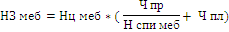 НЗ меб = Нц меб * ( Ч пр / Н спи меб + Ч пл)